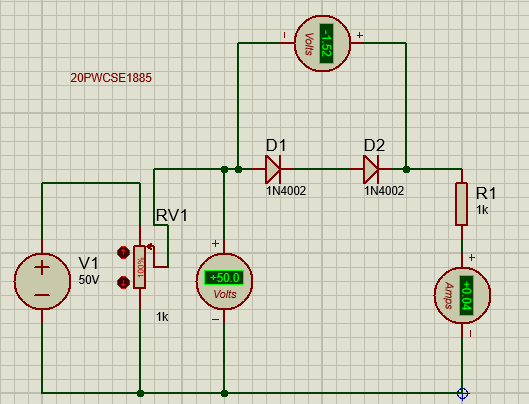 -1.52
Volts
20PWCSE1885
D1
D2
1N4002
1N4002
R1
1k
RV1
V1
50V
100%
1k
+50.0
Volts
+0.04
Amps